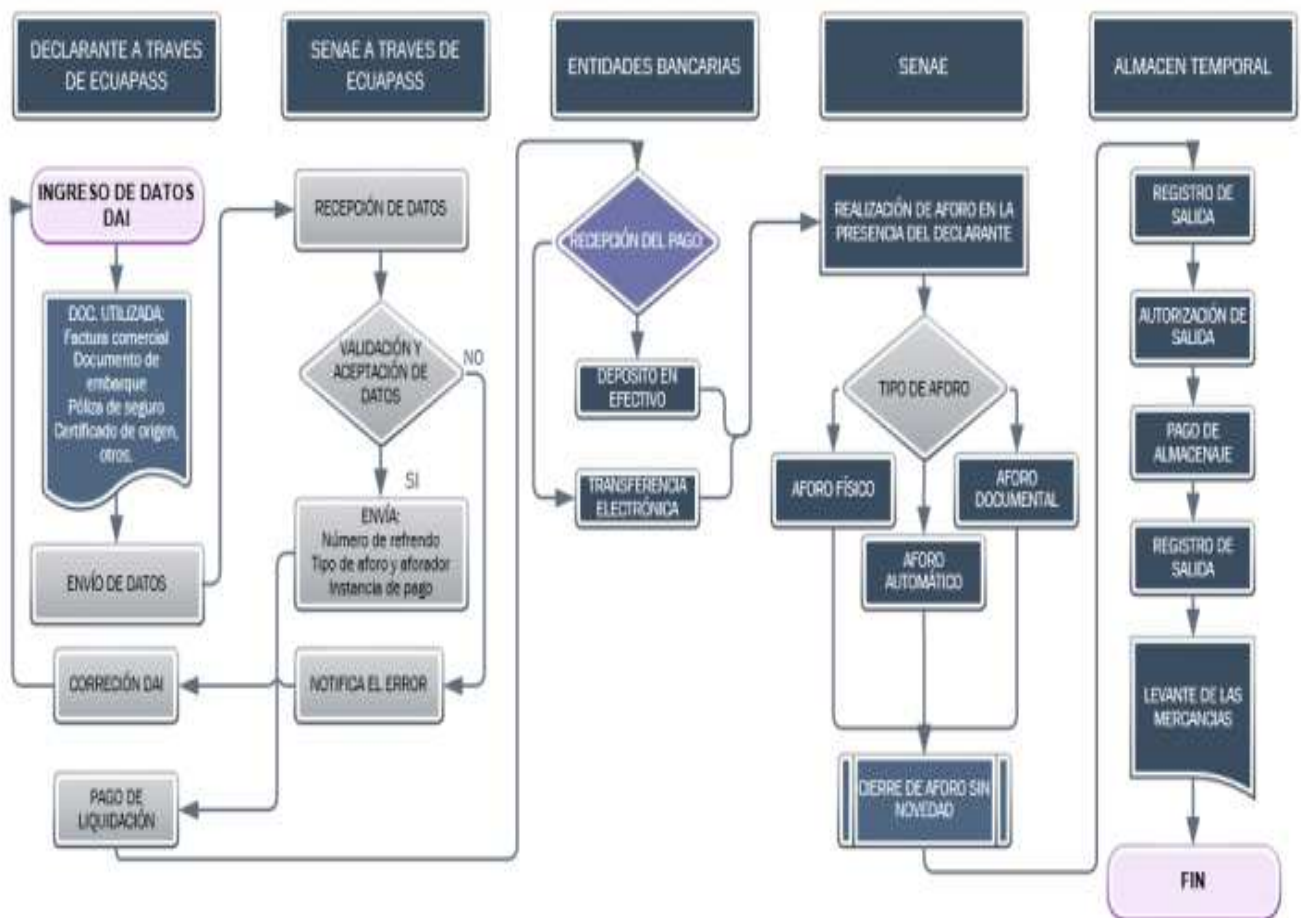 DECLARANTE A TRAVES
DE ECUAPASS
SENAE A TRAVES DE
ECUAPASS
ENTIDADES BANCARIAS
SENAE
ALMACEN TEMPORAL
INGRESO DE DATOS
DAI
DOC. UTILIZADA:
Factura comercial
Documento de
embarque
Póliza de seguro
Certificado de origen,
otros.
ENVÍO DE DATOS
CORRECIÓN DAI
PAGO DE
LIQUIDACIÓN
RECEPCIÓN DE DATOS
VALIDACIÓN Y
ACEPTACIÓN DE
DATOS
NO
SI
ENVÍA:
Número de refrendo
Tipo de aforo y aforador
Instancia de pago
NOTIFICA EL ERROR
RECEPCIÓN DEL PAGO
DEPOSITO EN
EFECTIVO
TRANSFERENCIA
ELECTRÓNICA
REALIZACIÓN DE AFORO EN LA
PRESENCIA DEL DECLARANTE
TIPO DE AFORO
AFORO FÍSICO
AFORO
DOCUMENTAL
AFORO
AUTOMÁTICO
CIERRE DE AFORO SIN
NOVEDAD
REGISTRO DE
SALIDA
AUTORIZACIÓN DE
SALIDA
PAGO DE
ALMACENAJE
REGISTRO DE
SALIDA
LEVANTE DE LAS
MERCANCIAS
FIN